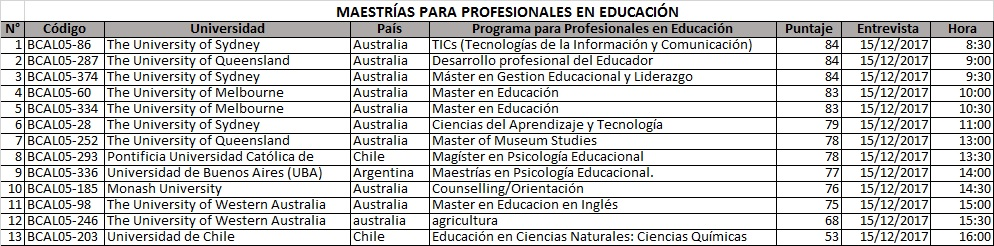 MAESTRÍAS PARA PROFESIONALES EN EDUCACIÓN
N° Código Universidad País Programa para Profesionales en Educación Puntaje Entrevista Hora
1 BCAL05-86 The University of Sydney Australia TICs (Tecnologías de la Información y Comunicación) 84 15/12/2017 8:30
2 BCAL05-287 The University of Queensland Australia Desarrollo profesional del Educador 84 15/12/2017 9:00
3 BCAL05-374 The University of Sydney Australia Máster en Gestion Educacional y Liderazgo 84 15/12/2017 9:30
4 BCAL05-60 The University of Melbourne Australia Master en Educación 83 15/12/2017 10:00
5 BCAL05-334 The University of Melbourne Australia Master en Educación 83 15/12/2017 10:30
6 BCAL05-28 The University of Sydney Australia Ciencias del Aprendizaje y Tecnología 79 15/12/2017 11:00
7 BCAL05-252 The University of Queensland Australia Master of Museum Studies 78 15/12/2017 13:00
8 BCAL05-293 Pontificia Universidad Católica de Chile Magíster en Psicología Educacional 78 15/12/2017 13:30
9 BCAL05-336 Universidad de Buenos Aires (UBA) Argentina Maestrías en Psicología Educacional. 77 15/12/2017 14:00
10 BCAL05-185 Monash University Australia Counselling/Orientación 76 15/12/2017 14:30
11 BCAL05-98 The University of Western Australia Australia Master en Educacion en Inglés 75 15/12/2017 15:00
12 BCAL05-246 The University of Western Australia australia agricultura 68 15/12/2017 15:30
13 BCAL05-203 Universidad de Chile Chile Educación en Ciencias Naturales: Ciencias Químicas 53 15/12/2017 16:00